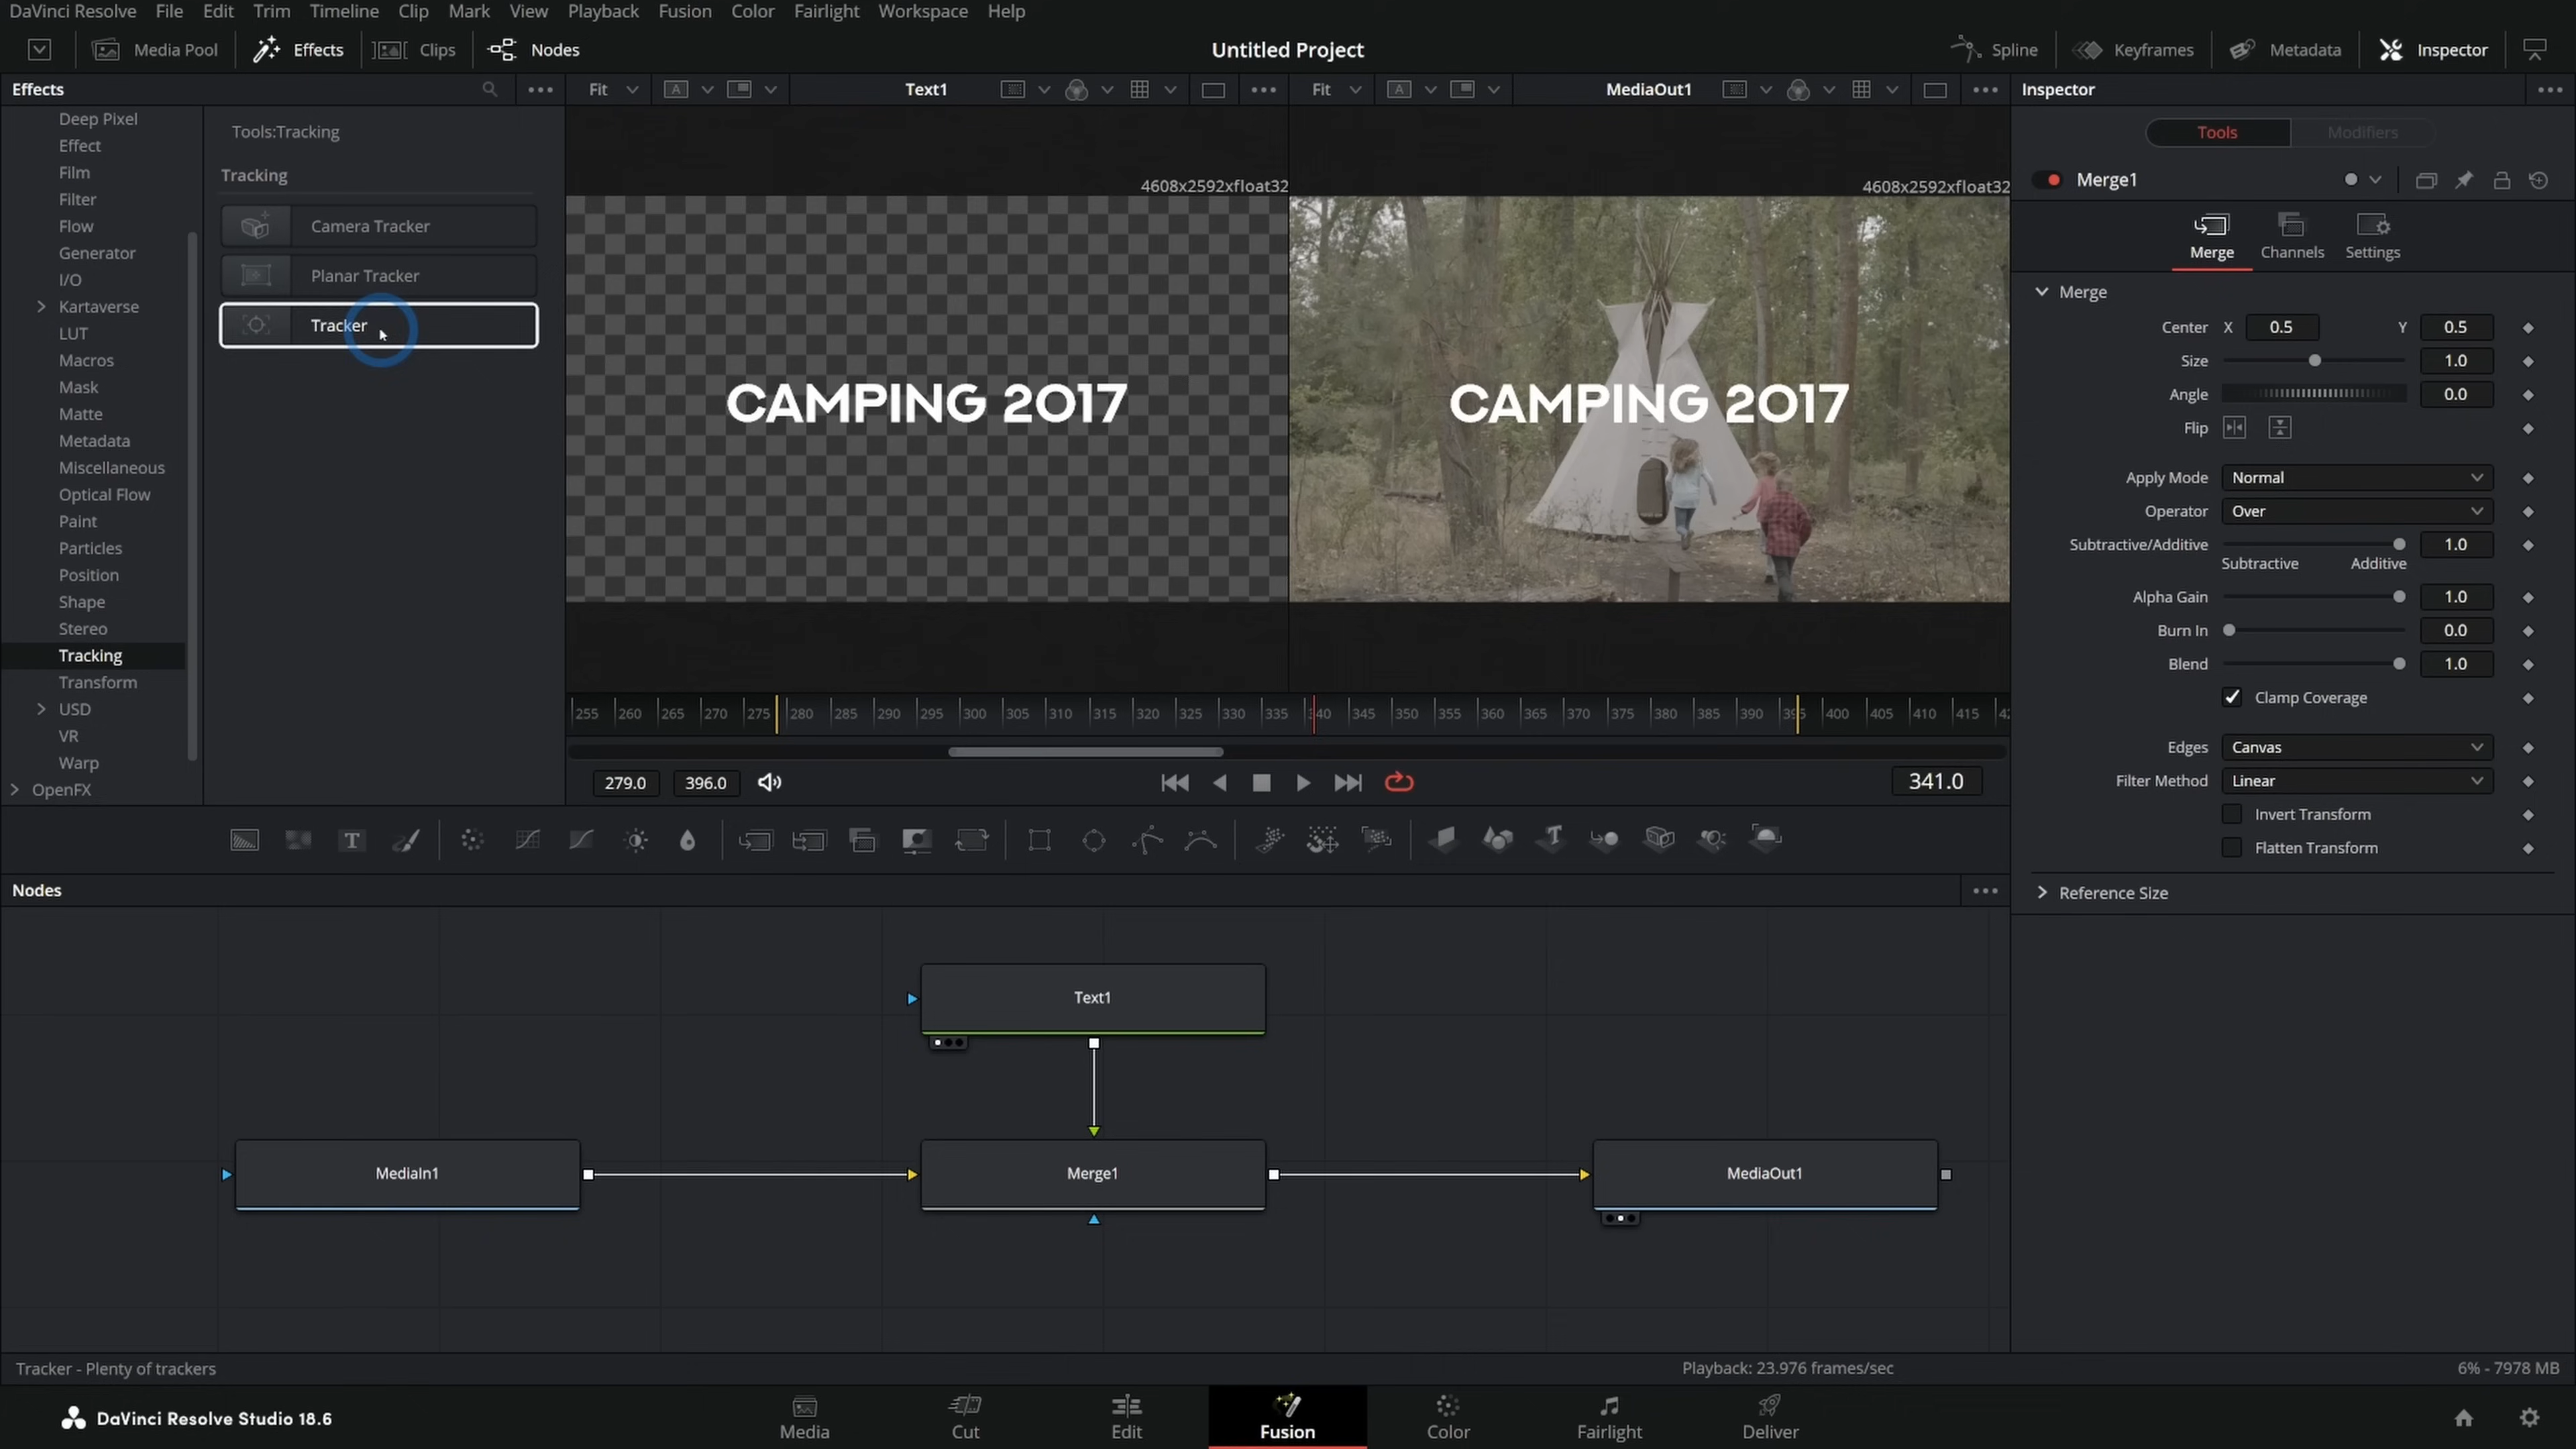 DaVinci Resolve File Edit Trim Timeline Clip Mark View Playback Fusion Color Fairlight Workspace Help
Media Pool Effects Clips Nodes Untitled Project Spline Keyframes Metadata Inspector
Effects Fit A Text1 Fit A MediaOut1 Inspector
Deep Pixel
Effect
Film
Filter
Flow
Generator
I/O
Kartaverse
LUT
Macros
Mask
Matte
Metadata
Miscellaneous
Optical Flow
Paint
Particles
Position
Shape
Stereo
Tracking
Transform
USD
VR
Warp
OpenFX
Tools:Tracking
Tracking
Camera Tracker
Planar Tracker
Tracker
4608x2592xfloat32
CAMPING 2017
4608x2592xfloat32
CAMPING 2017
255 260 265 270 275 280 285 290 295 300 305 310 315 320 325 330 335 340 345 350 355 360 365 370 375 380 385 390 395 400 405 410 415
279.0 396.0 341.0
Tools Modifiers
Merge1
Merge Channels Settings
Merge
Center X 0.5 Y 0.5
Size 1.0
Angle 0.0
Flip
Apply Mode Normal
Operator Over
Subtractive/Additive 1.0
Subtractive Additive
Alpha Gain 1.0
Burn In 0.0
Blend 1.0
Clamp Coverage
Edges Canvas
Filter Method Linear
Invert Transform
Flatten Transform
Reference Size
T T
Nodes
Text1
MediaIn1 Merge1 MediaOut1
Tracker - Plenty of trackers Playback: 23.976 frames/sec 6% - 7978 MB
DaVinci Resolve Studio 18.6 Media Cut Edit Fusion Color Fairlight Deliver